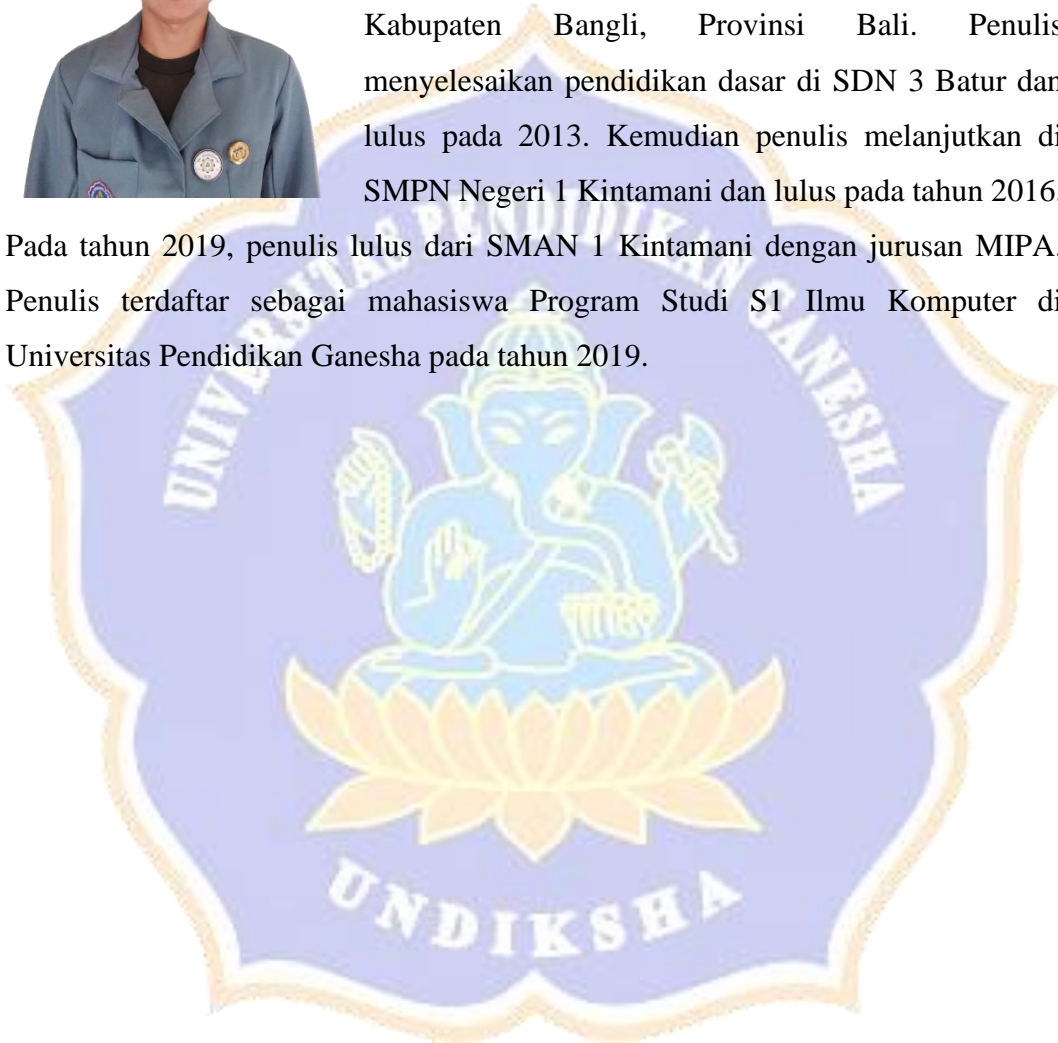 Kabupaten Bangli, Provinsi Bali. Penulis
menyelesaikan pendidikan dasar di SDN 3 Batur dan
lulus pada 2013. Kemudian penulis melanjutkan di
SMPN Negeri 1 Kintamani dan lulus pada tahun 2016.
Pada tahun 2019, penulis lulus dari SMAN 1 Kintamani dengan jurusan MIPA.
Penulis terdaftar sebagai mahasiswa Program Studi S1 Ilmu Komputer di
Universitas Pendidikan Ganesha pada tahun 2019.
UNIVERSITAS PENDIDIKAN GANESHA
UNDIKSHA